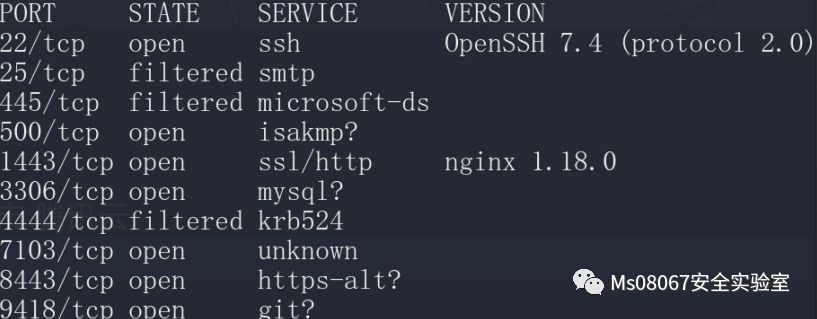 PORT STATE SERVICE VERSION
22/tcp open ssh OpenSSH 7.4 (protocol 2.0)
25/tcp filtered smtp
445/tcp filtered microsoft-ds
500/tcp open isakmp?
1443/tcp open ssl/http nginx 1.18.0
3306/tcp open mysql?
4444/tcp filtered krb524
7103/tcp open unknown
8443/tcp open https-alt?
9418/tcp open git?
Ms08067安全实验室